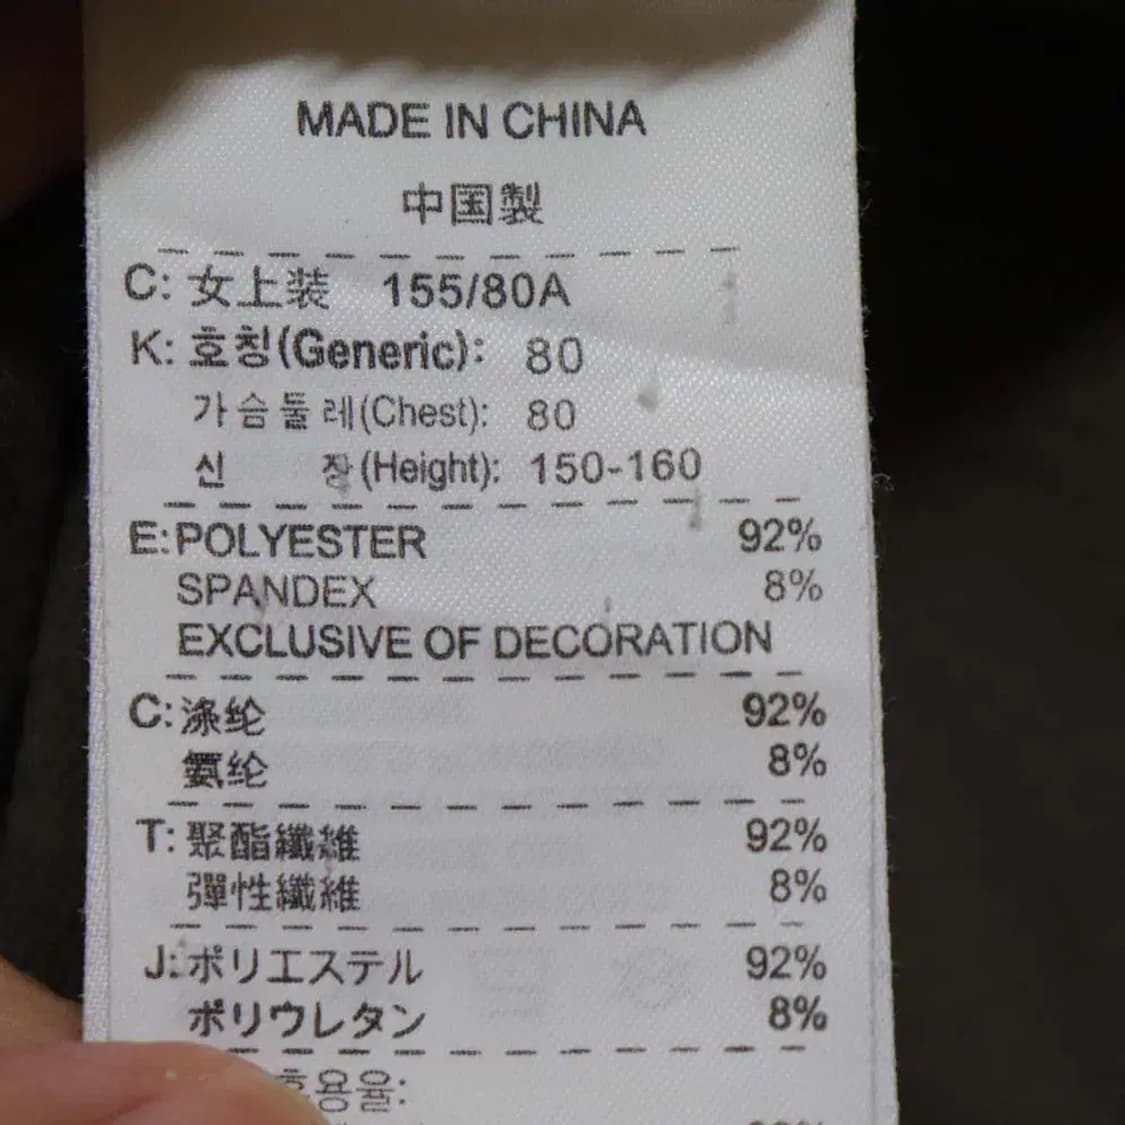 MADE IN CHINA
中国製
C: 女上装 155/80A
K: 호칭(Generic): 80
가슴둘레(Chest): 80
신 장(Height): 150-160
E:POLYESTER 92%
SPANDEX 8%
EXCLUSIVE OF DECORATION
C:涤纶 92%
氨纶 8%
T: 聚酯纖維 92%
彈性纖維 8%
J:ポリエステル 92%
ポリウレタン 8%